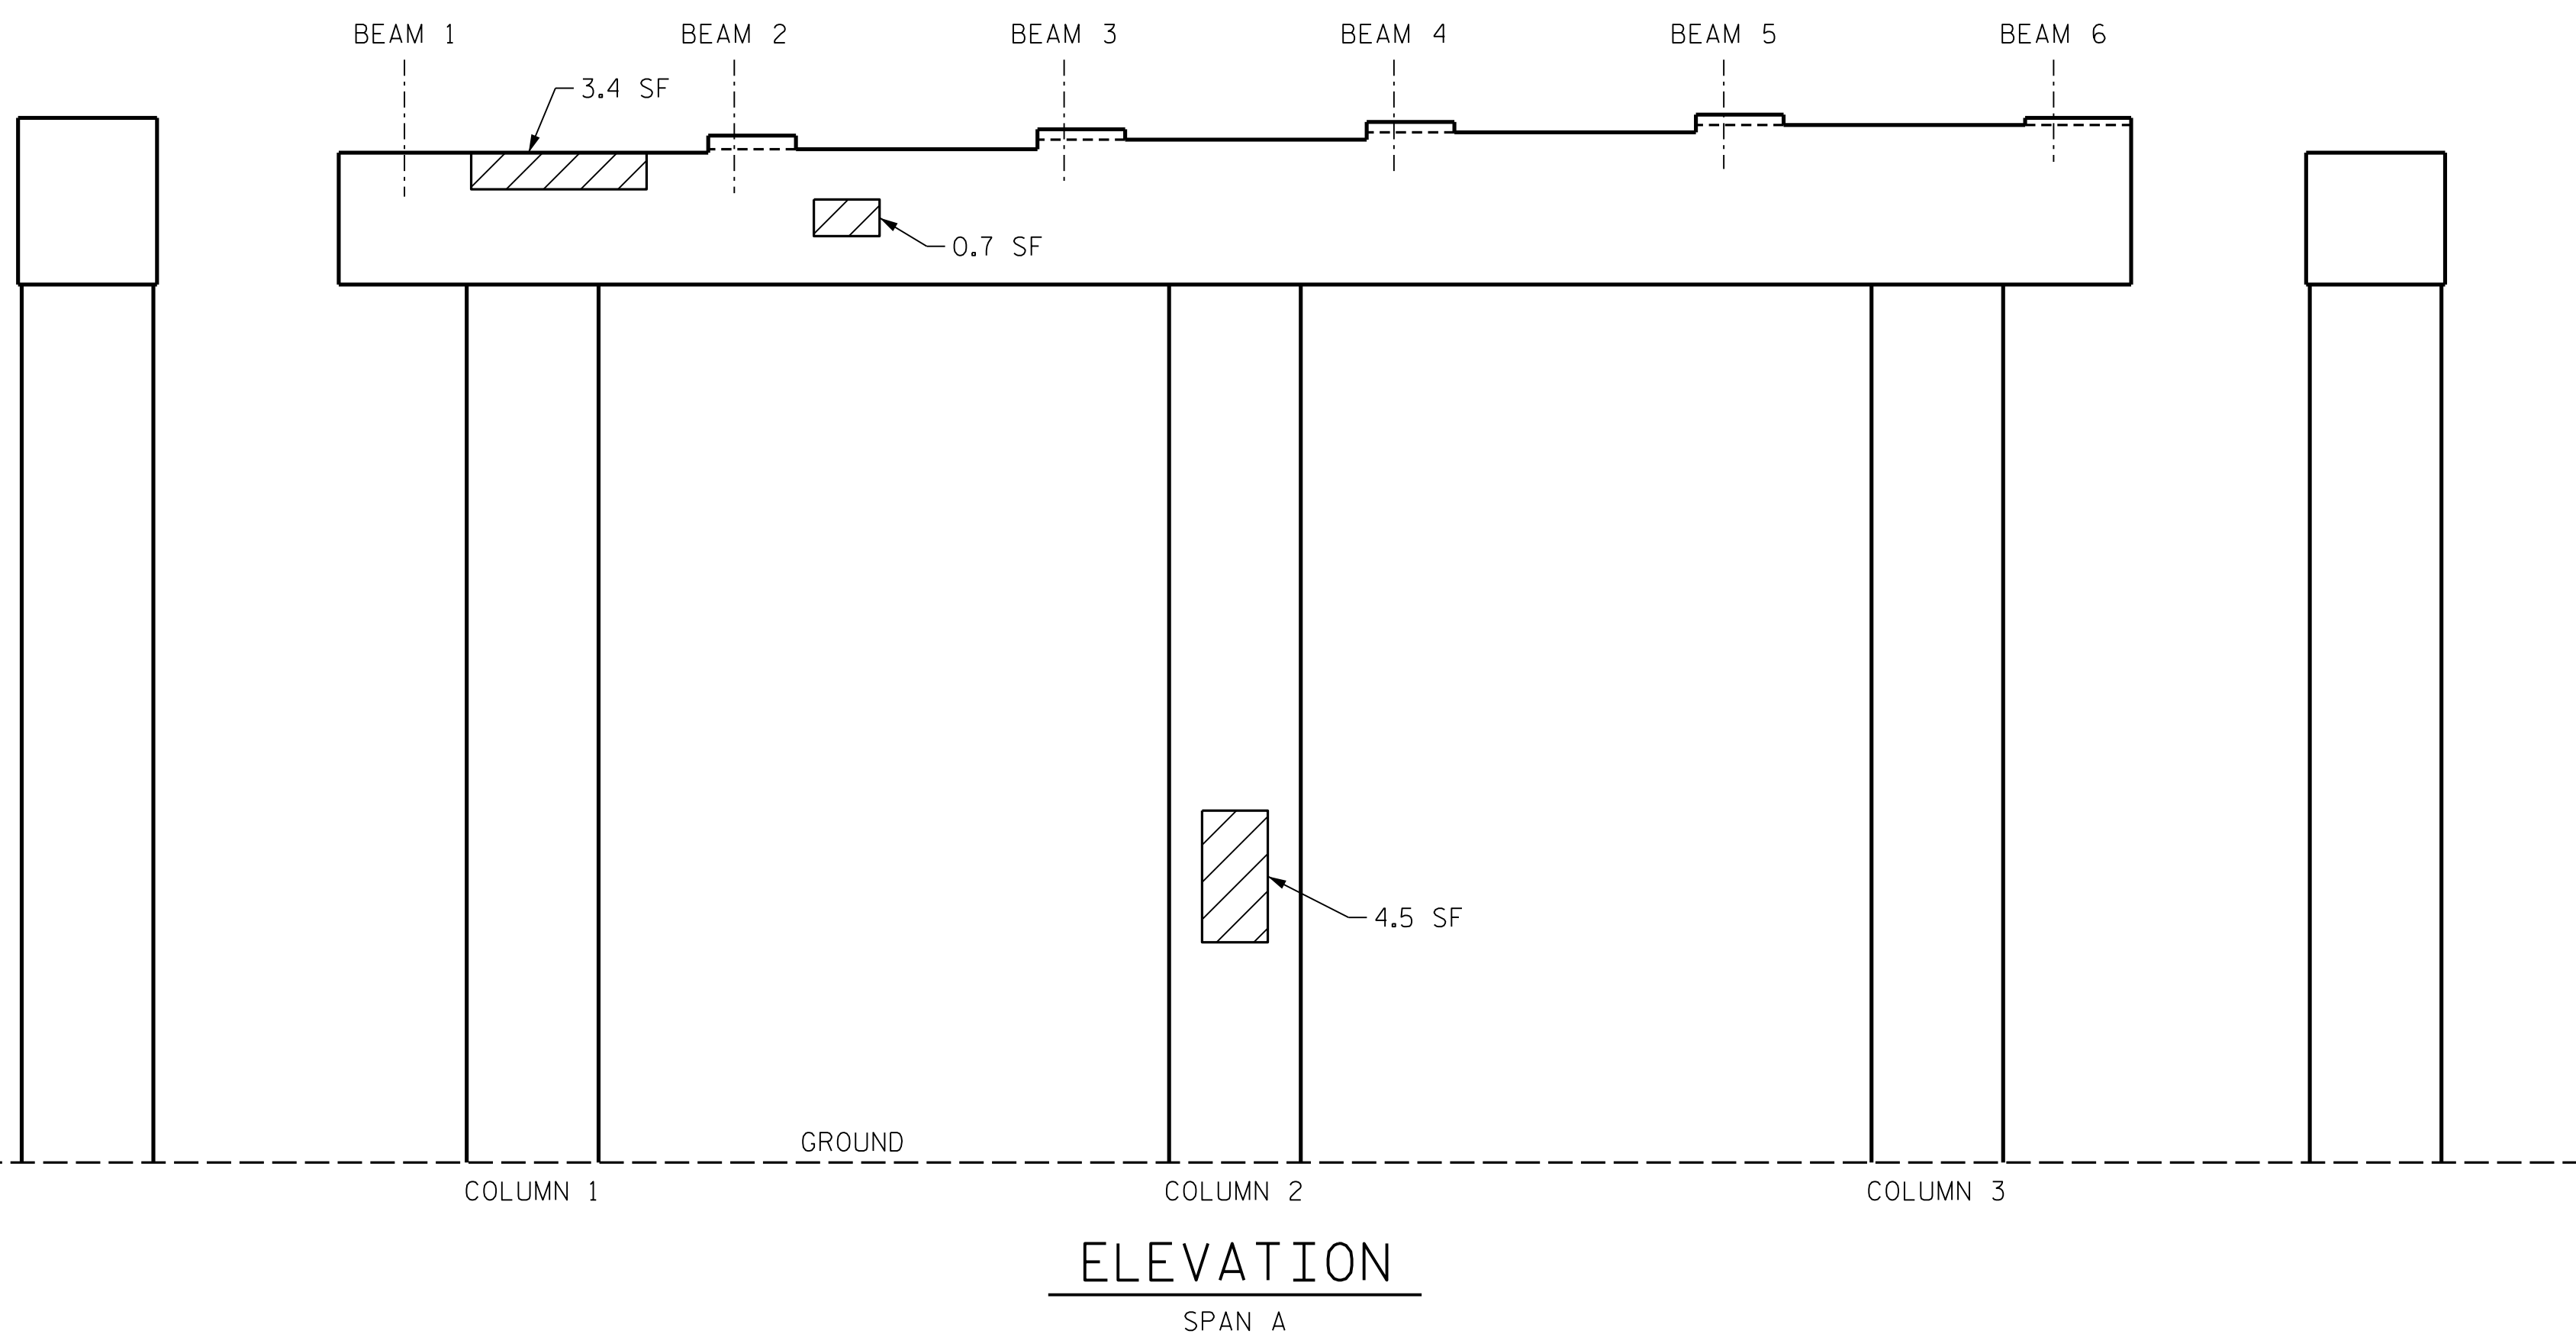 BEAM 1
BEAM 2
BEAM 3
BEAM 4
BEAM 5
BEAM 6
3.4 SF
0.7 SF
4.5 SF
GROUND
COLUMN 1
COLUMN 2
COLUMN 3
ELEVATION
SPAN A